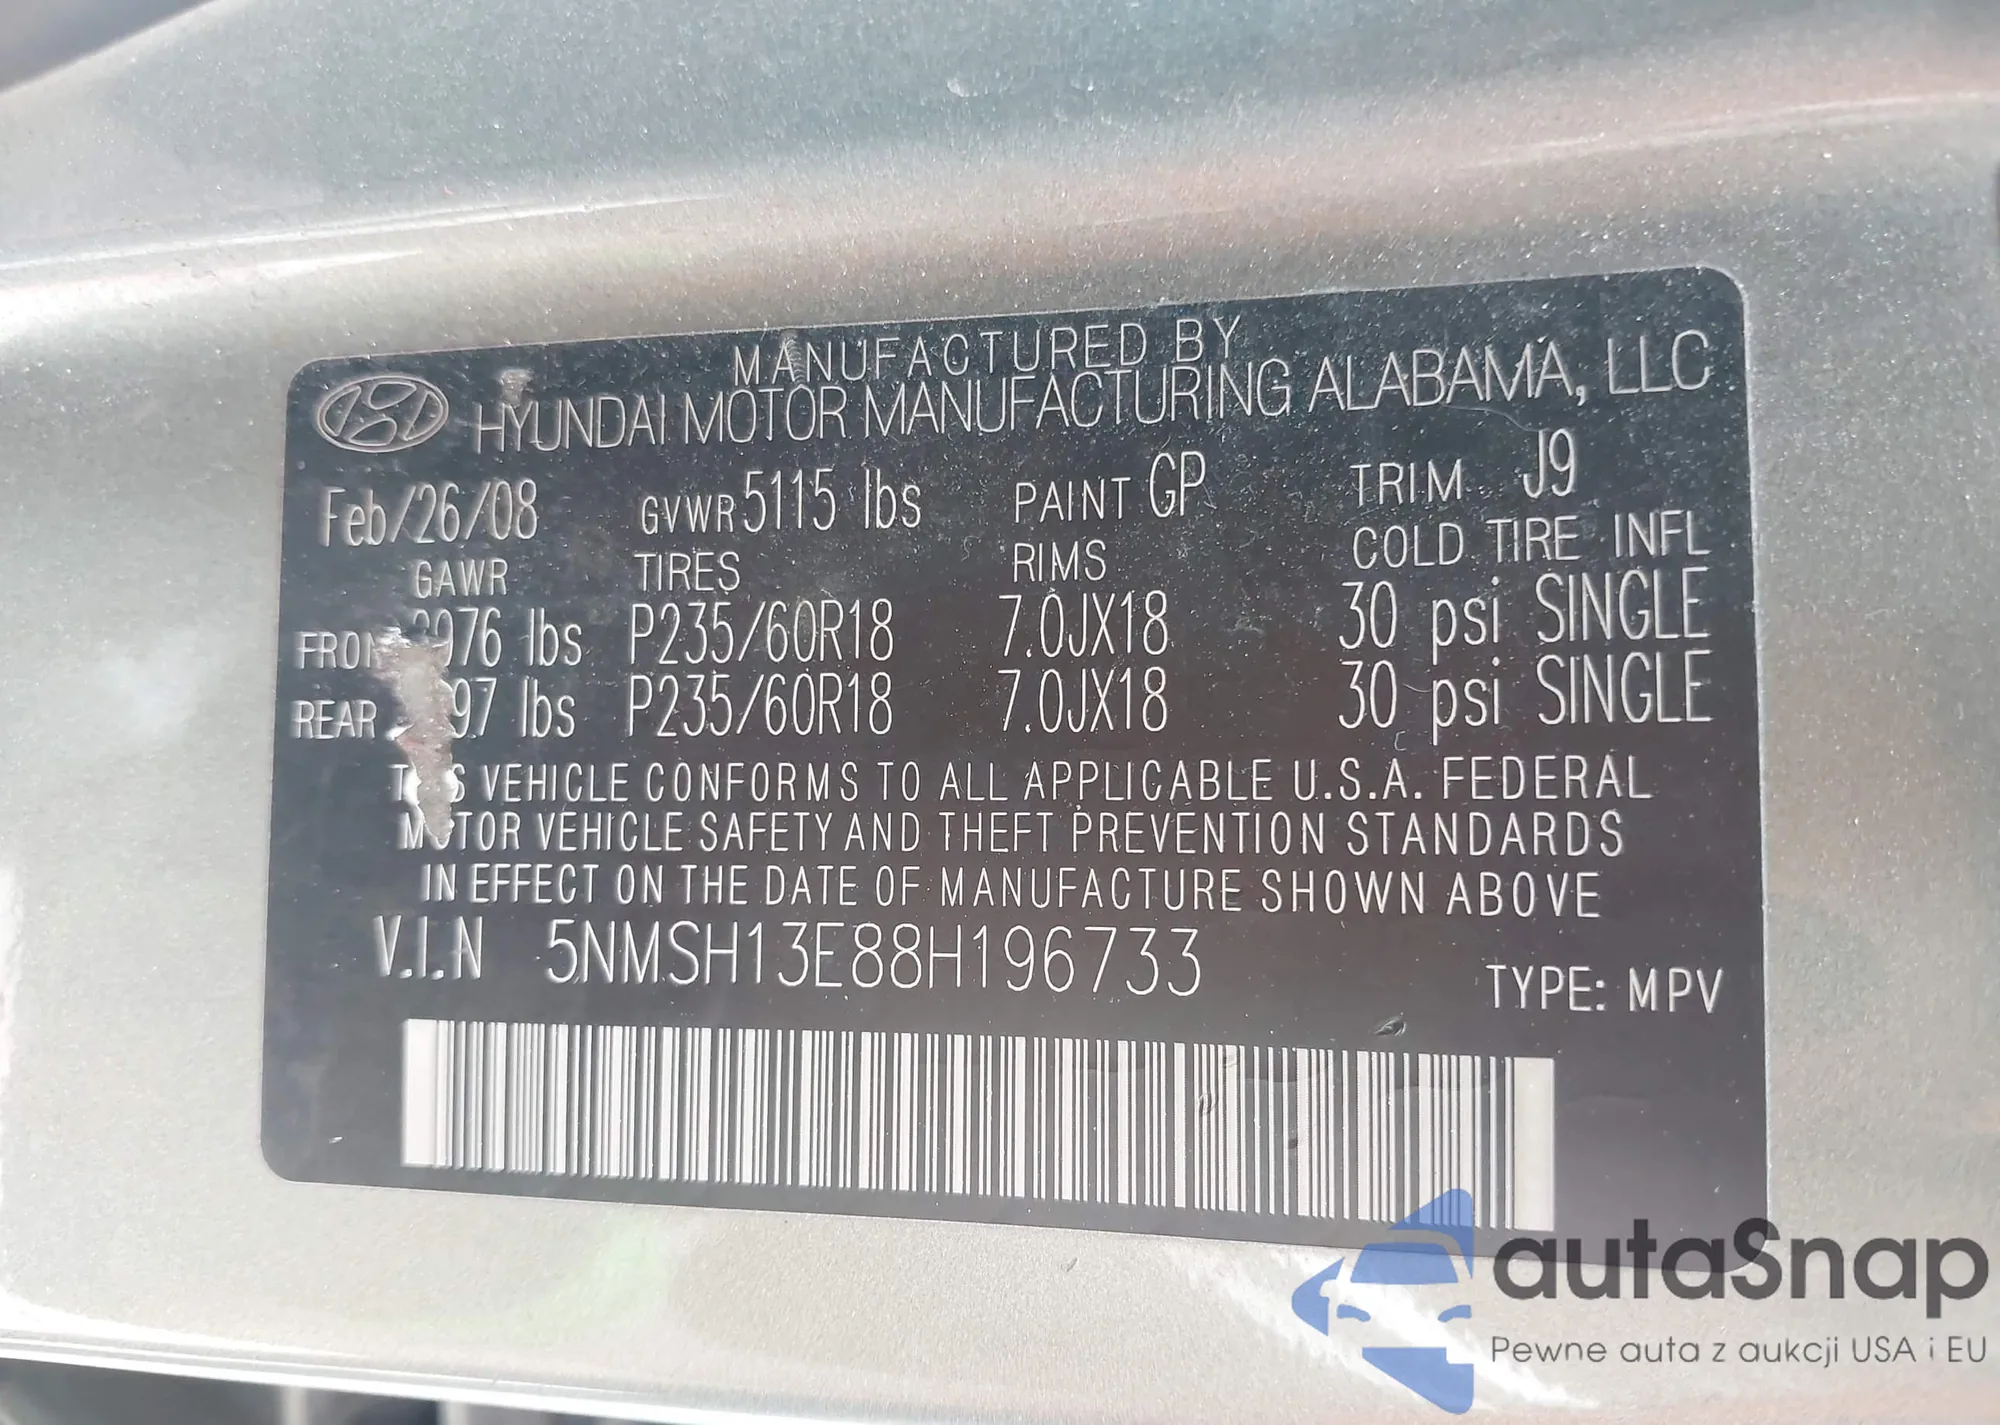 MANUFACTURED BY
HYUNDAI MOTOR MANUFACTURING ALABAMA, LLC
Feb/26/08 GVWR 5115 lbs PAINT GP TRIM J9
GAWR TIRES RIMS COLD TIRE INFL
lbs P235/60R18 7.0JX18 30 psi SINGLE
REAR lbs P235/60R18 7.0JX18 30 psi SINGLE
VEHICLE CONFORMS TO ALL APPLICABLE U.S.A. FEDERAL
MOTOR VEHICLE SAFETY AND THEFT PREVENTION STANDARDS
IN EFFECT ON THE DATE OF MANUFACTURE SHOWN ABOVE
V.I.N 5NMSH13E88H196733
TYPE: MPV
autaSnap
Pewne auta z aukcji USA i EU